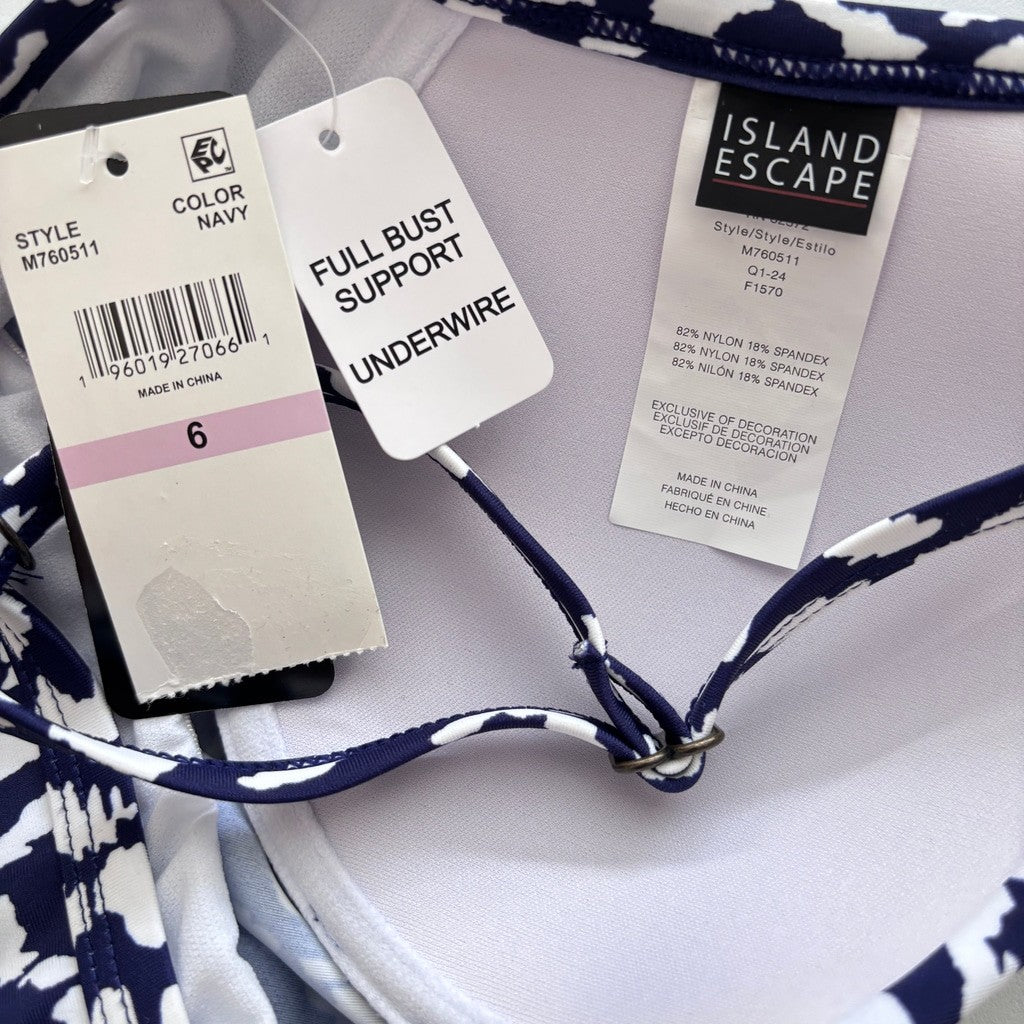 EPC
COLOR
NAVY
STYLE
M760511
1 96019 27066 1
MADE IN CHINA
6
FULL BUST
SUPPORT
UNDERWIRE
ISLAND
ESCAPE
Style/Style/Estilo
M760511
Q1-24
F1570
82% NYLON 18% SPANDEX
82% NYLON 18% SPANDEX
82% NILÓN 18% SPANDEX
EXCLUSIVE OF DECORATION
EXCLUSIF DE DECORATION
EXCEPTO DECORACION
MADE IN CHINA
FABRIQUÉ EN CHINE
HECHO EN CHINA